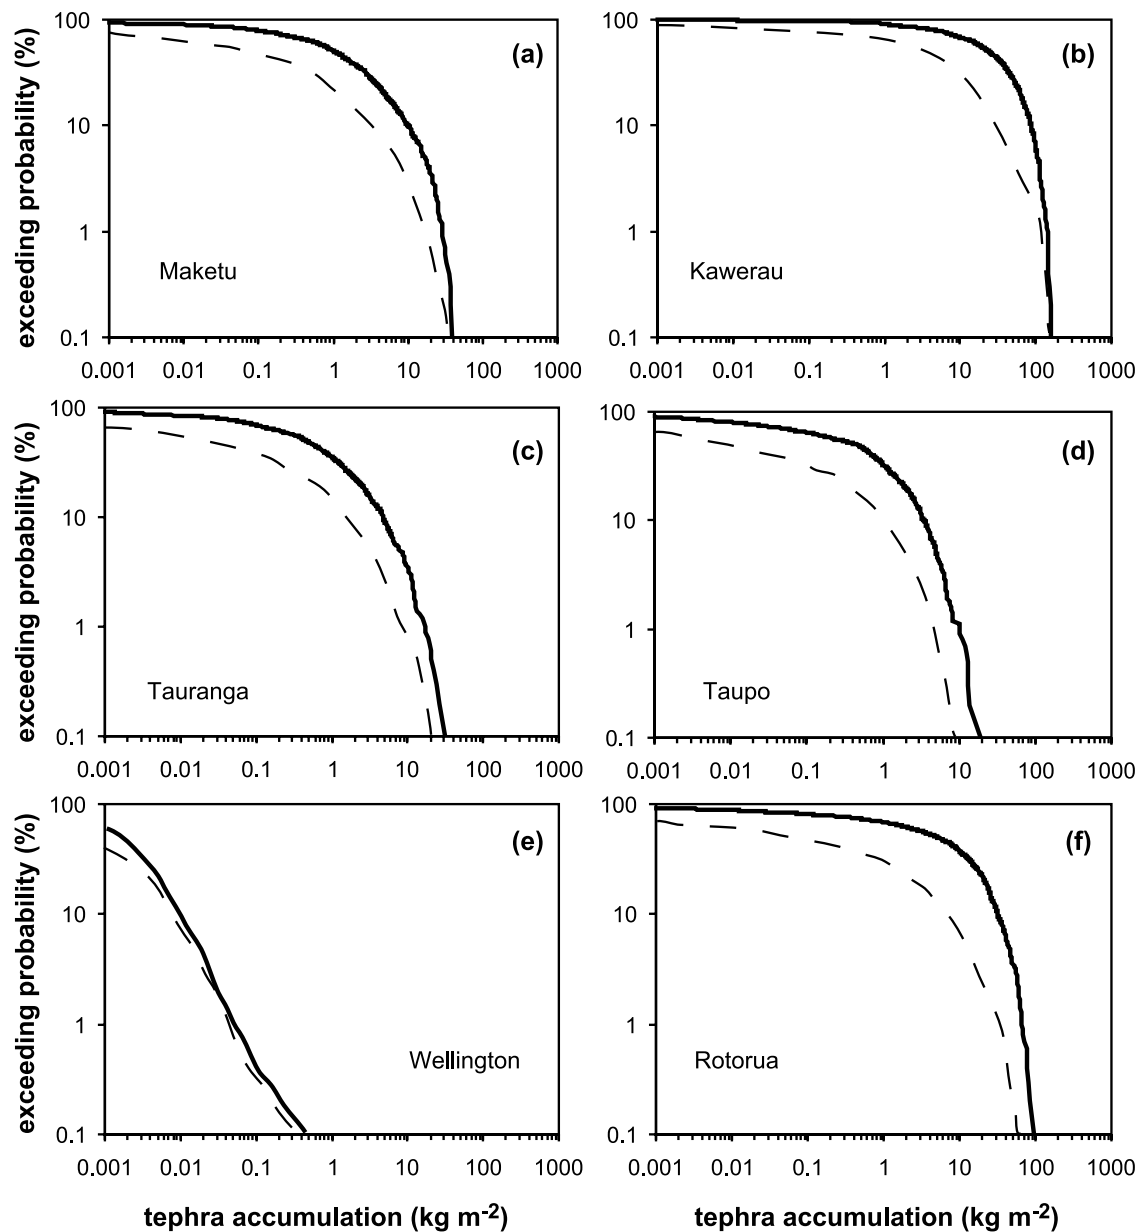 100
(a)
10
exceeding probability (%)
1
Maketu
0.1
0.001 0.01 0.1 1 10 100 1000
100
(b)
10
1
Kawerau
0.1
0.001 0.01 0.1 1 10 100 1000
100
(c)
10
exceeding probability (%)
1
Tauranga
0.1
0.001 0.01 0.1 1 10 100 1000
100
(d)
10
1
Taupo
0.1
0.001 0.01 0.1 1 10 100 1000
100
(e)
10
exceeding probability (%)
1
Wellington
0.1
0.001 0.01 0.1 1 10 100 1000
tephra accumulation (kg m-2)
100
(f)
10
1
Rotorua
0.1
0.001 0.01 0.1 1 10 100 1000
tephra accumulation (kg m-2)